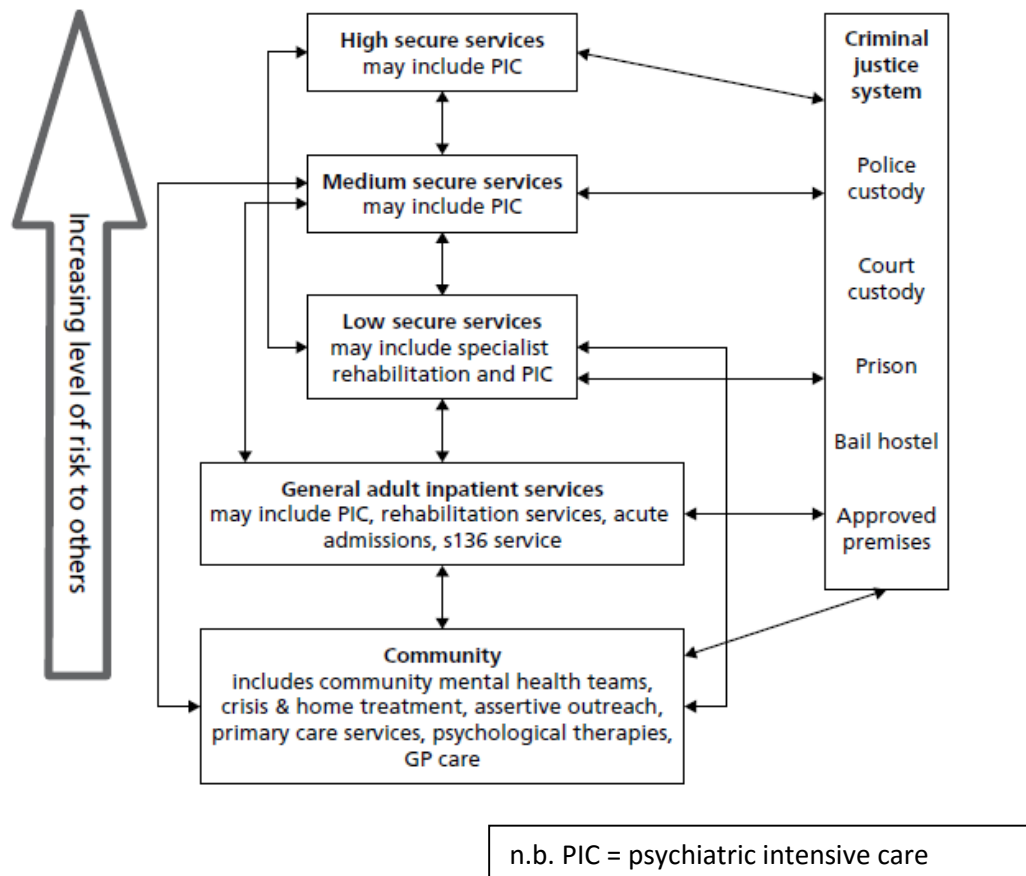 Increasing level of risk to others
High secure services
may include PIC
Medium secure services
may include PIC
Low secure services
may include specialist
rehabilitation and PIC
General adult inpatient services
may include PIC, rehabilitation services, acute
admissions, s136 service
Community
includes community mental health teams,
crisis & home treatment, assertive outreach,
primary care services, psychological therapies,
GP care
Criminal
justice
system
Police
custody
Court
custody
Prison
Bail hostel
Approved
premises
n.b. PIC = psychiatric intensive care